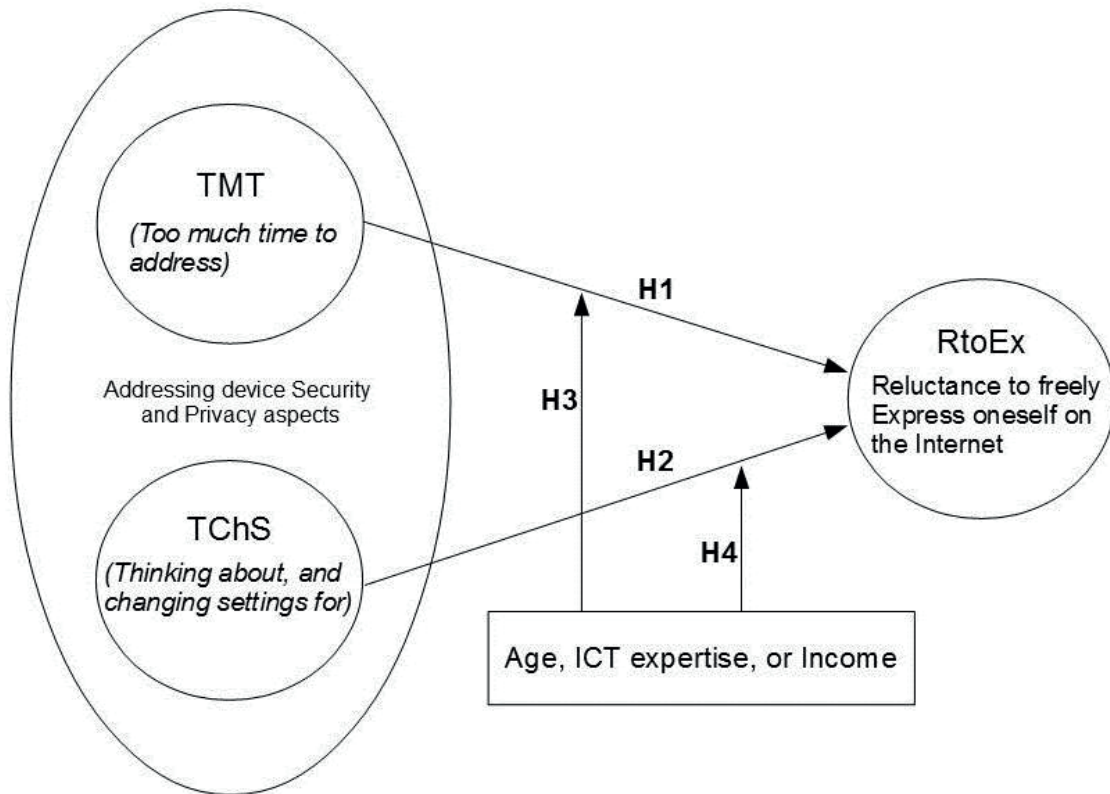 TMT
(Too much time to
address)
Addressing device Security
and Privacy aspects
TChS
(Thinking about, and
changing settings for)
H1
H3
H2
H4
Age, ICT expertise, or Income
RtoEx
Reluctance to freely
Express oneself on
the Internet